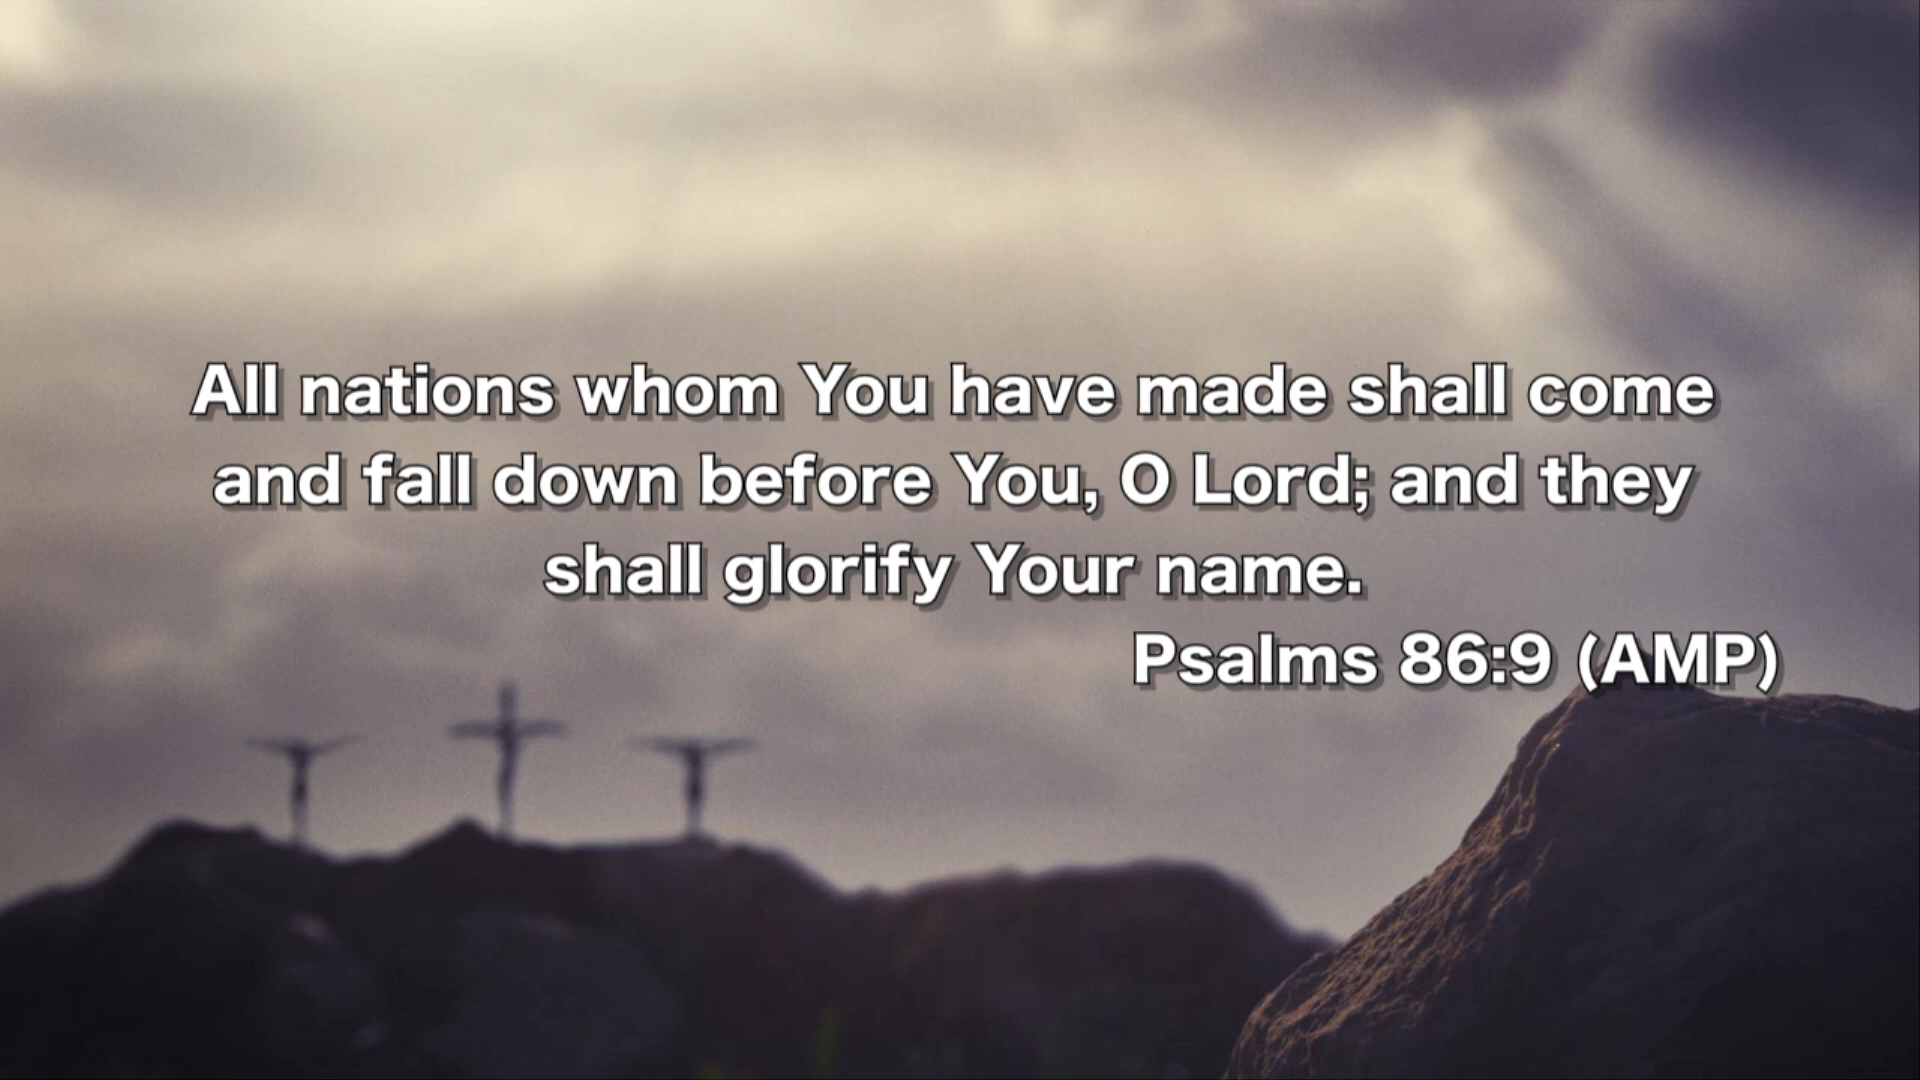 All nations whom You have made shall come
and fall down before You, O Lord; and they
shall glorify Your name.
Psalms 86:9 (AMP)